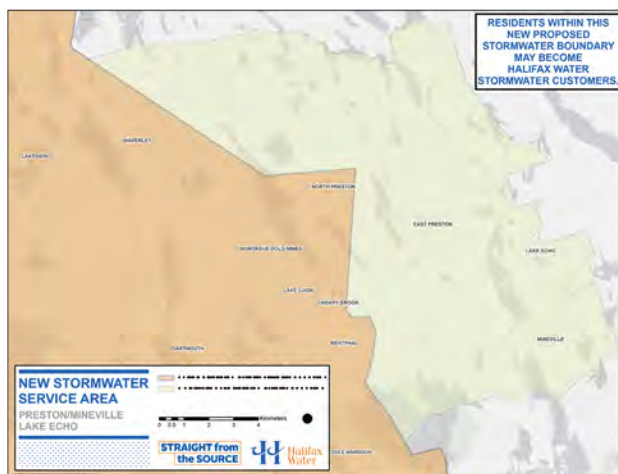 RESIDENTS WITHIN THIS
NEW PROPOSED
STORMWATER BOUNDARY
MAY BECOME
HALIFAX WATER
STORMWATER CUSTOMERS.
WAVERLEY
LAKEVIEW
NORTH PRESTON
EAST PRESTON
MONTAGUE GOLD MINES
LAKE ECHO
LAKE LOON
CHERRY BROOK
WESTPHAL
MINEVILLE
DARTMOUTH
COLE HARBOUR
NEW STORMWATER
SERVICE AREA
PRESTON/MINEVILLE
LAKE ECHO
0 0.5 1 2 3 4 Kilometers
STRAIGHT from
the SOURCE
Halifax
Water